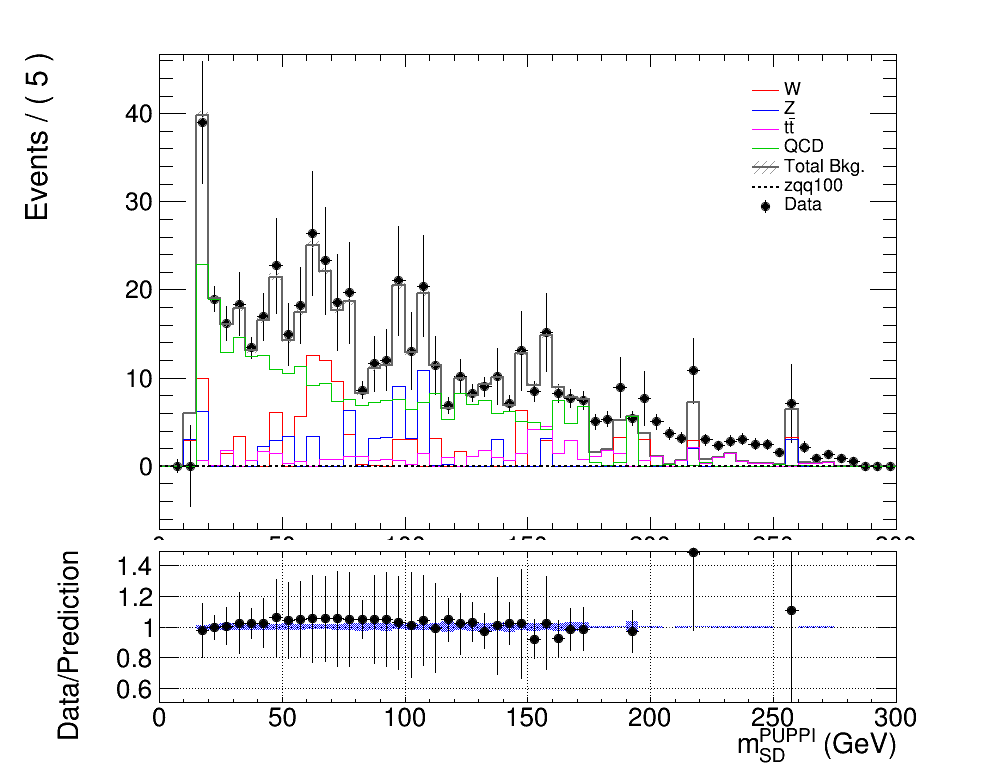 Events / ( 5 )
40
30
20
10
0
W
Z
tt̄
QCD
Total Bkg.
zqq100
Data
Data/Prediction
1.4
1.2
1
0.8
0.6
0 50 100 150 200 250 300
m_SD^PUPPI (GeV)